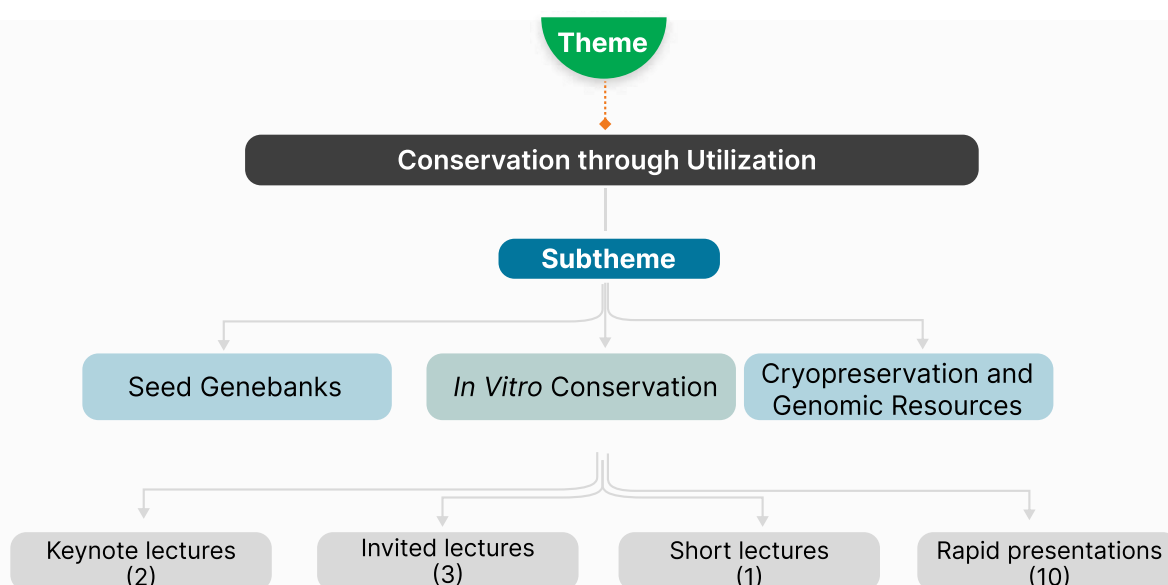 Theme
Conservation through Utilization
Subtheme
Seed Genebanks
In Vitro Conservation
Cryopreservation and
Genomic Resources
Keynote lectures
(2)
Invited lectures
(3)
Short lectures
(1)
Rapid presentations
(10)